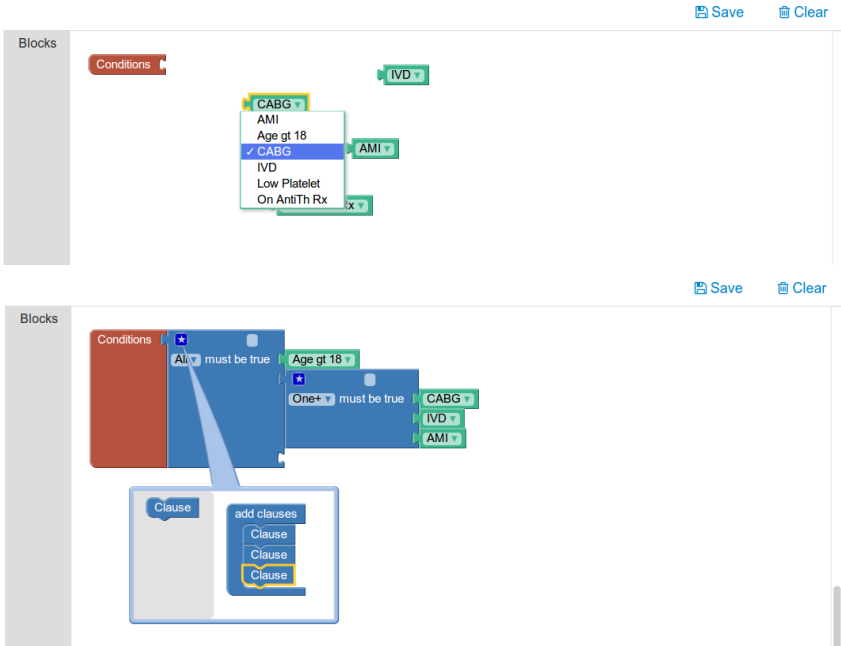 Save Clear
Blocks
Conditions
IVD
CABG
AMI
Age gt 18
✓ CABG
AMI
IVD
Low Platelet
On AntiTh Rx
Rx
Save Clear
Blocks
Conditions
All must be true Age gt 18
One+ must be true CABG
IVD
AMI
Clause
add clauses
Clause
Clause
Clause